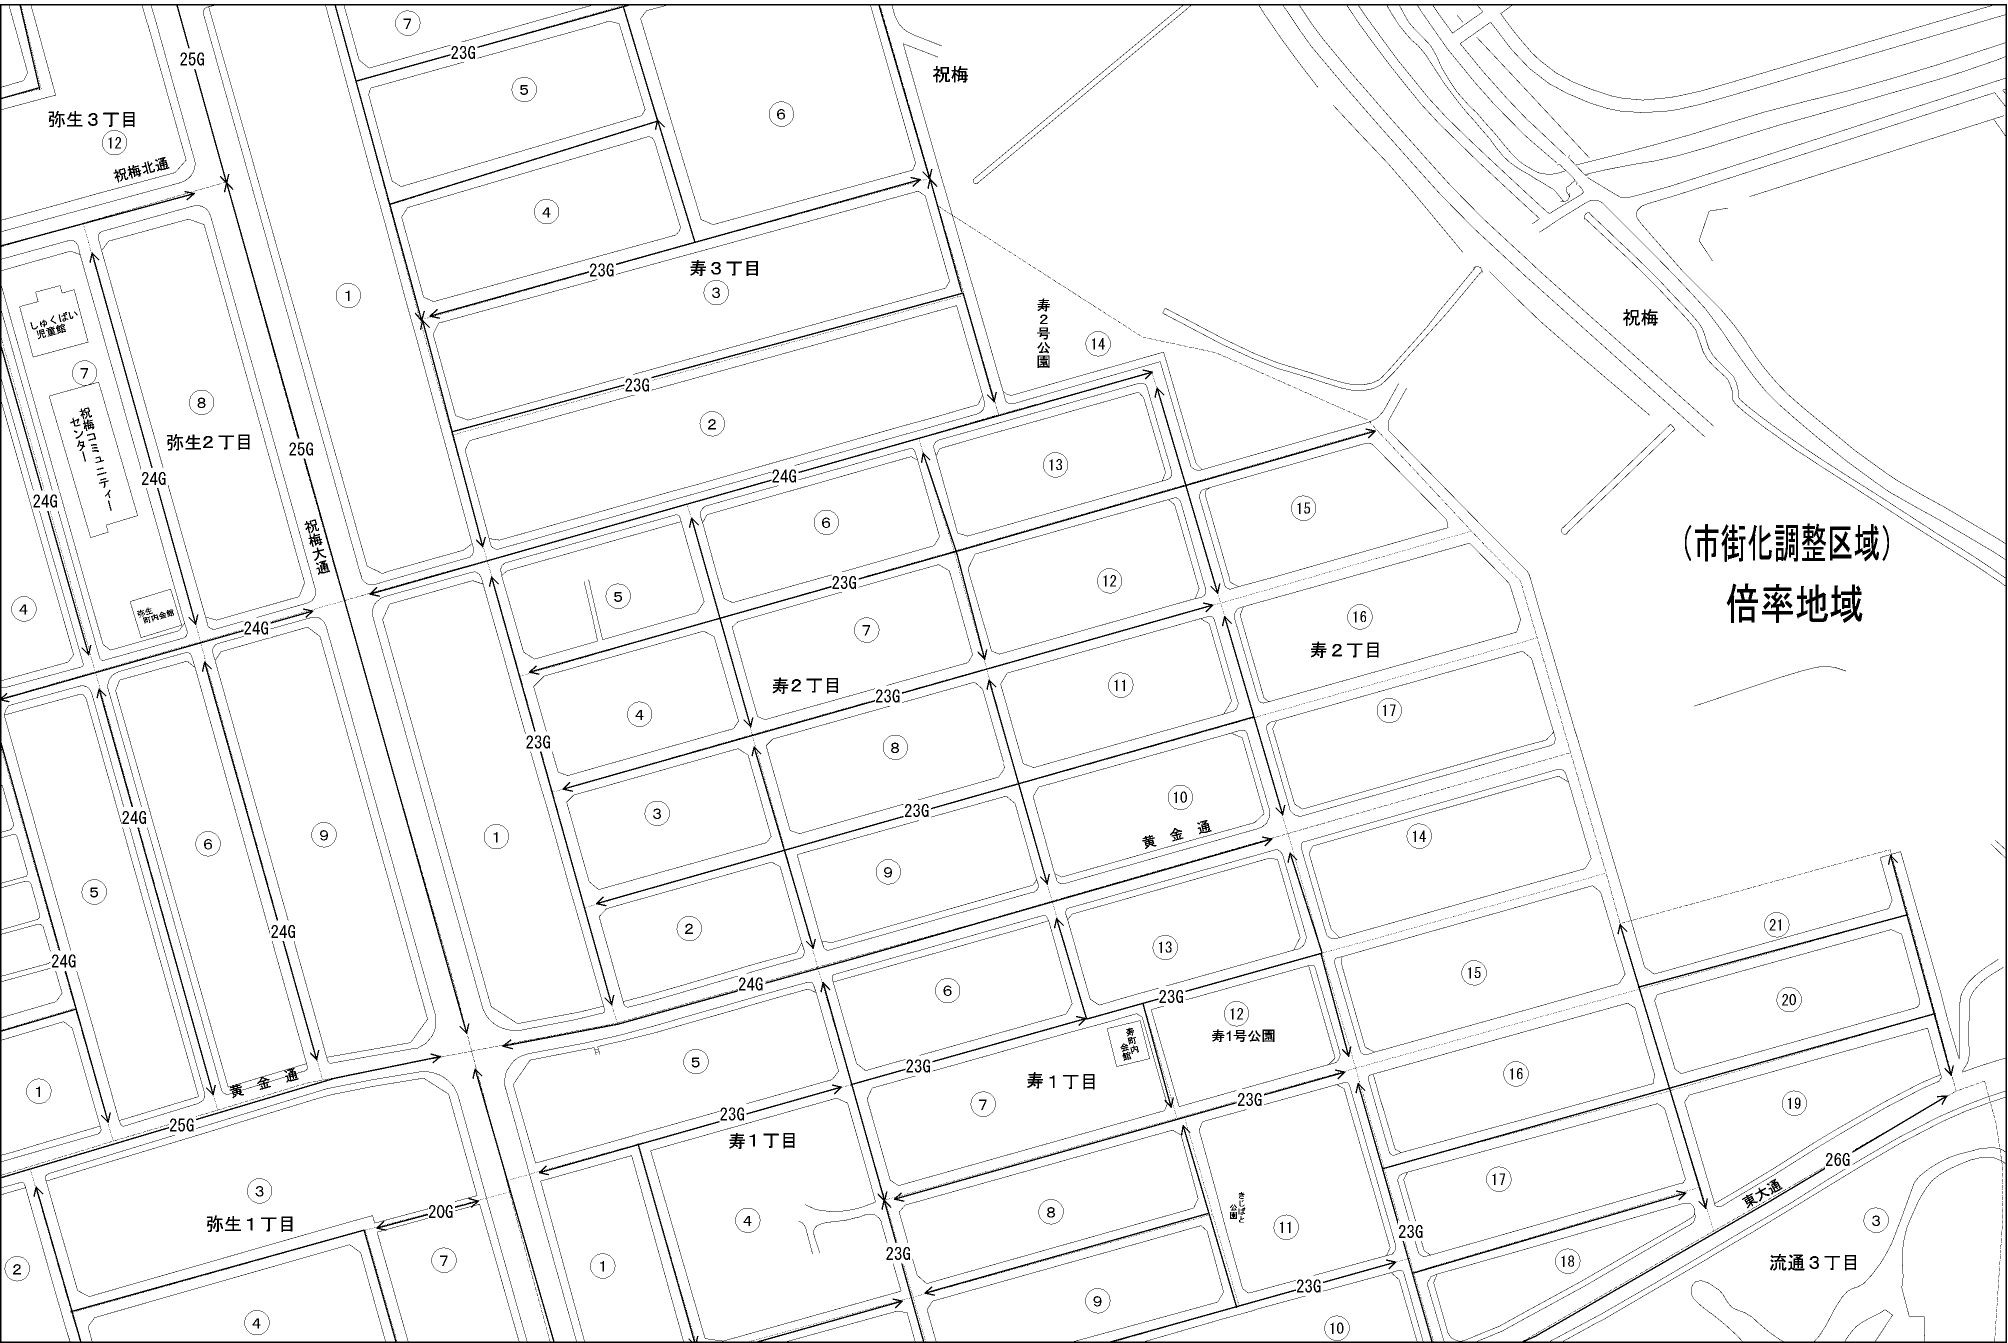 ⑦
23G
25G
祝梅
⑤
⑥
弥生３丁目
⑫
祝梅北通
④
23G
寿３丁目
③
①
しゅくばい
児童館
寿２号公園
⑭
祝梅
⑦
23G
⑧
②
弥生２丁目
25G
祝梅コミュニティー
センター
24G
24G
24G
⑬
⑥
⑮
祝梅大通
(市街化調整区域)
倍率地域
23G
⑫
⑤
④
弥生
町内会館
24G
⑯
⑦
寿２丁目
⑪
寿２丁目
23G
④
⑰
23G
⑧
⑩
③
23G
24G
黄金通
⑥
⑨
①
⑭
⑨
⑤
②
24G
⑬
㉑
24G
⑮
24G
⑥
23G
⑳
⑫
寿1号公園
寿町内
会館
⑤
23G
⑯
黄金通
①
寿１丁目
⑦
23G
⑲
25G
23G
寿１丁目
26G
③
⑰
東大通
弥生１丁目
20G
④
⑧
きじばと
公園
⑪
③
23G
23G
⑦
①
⑱
流通３丁目
②
23G
⑨
④
⑩